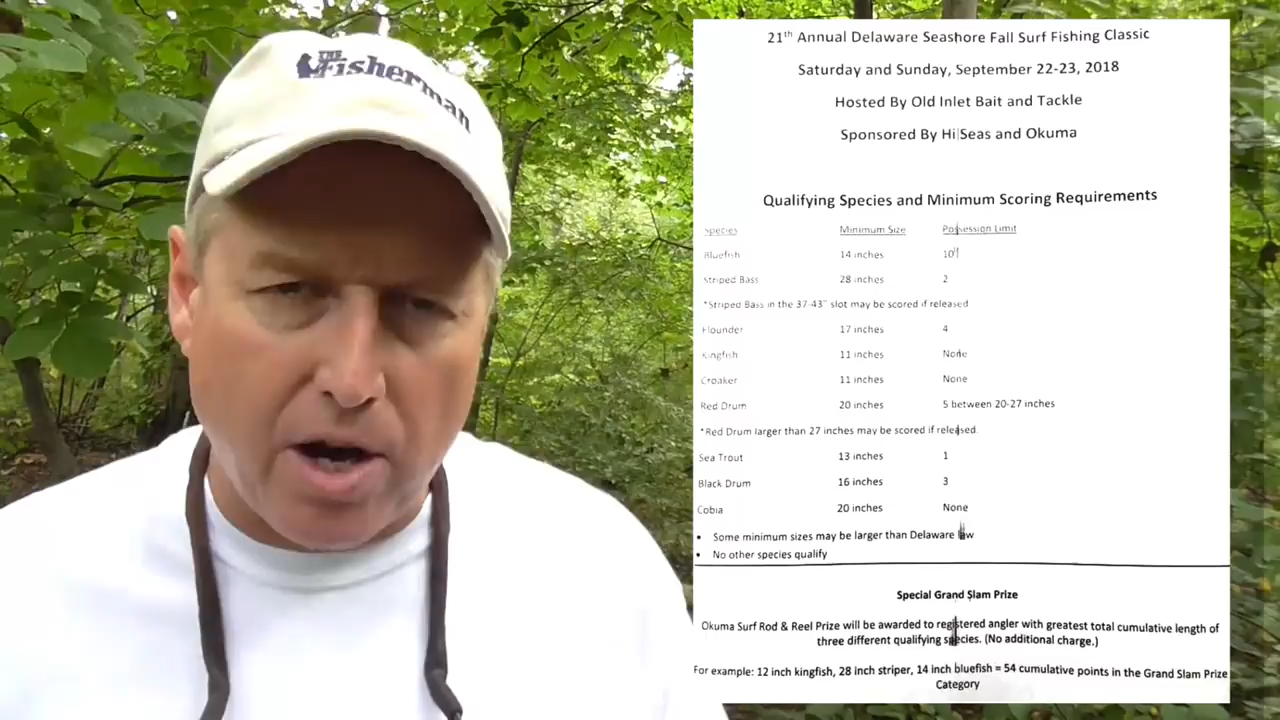 THE
Fisherman
21th Annual Delaware Seashore Fall Surf Fishing Classic
Saturday and Sunday, September 22-23, 2018
Hosted By Old Inlet Bait and Tackle
Sponsored By Hi Seas and Okuma
Qualifying Species and Minimum Scoring Requirements
Species Minimum Size Possession Limit
Bluefish 14 inches 10
Striped Bass 28 inches 2
*Striped Bass in the 37-43" slot may be scored if released
Flounder 17 inches 4
Kingfish 11 inches None
Croaker 11 inches None
Red Drum 20 inches 5 between 20-27 inches
*Red Drum larger than 27 inches may be scored if released.
Sea Trout 13 inches 1
Black Drum 16 inches 3
Cobia 20 inches None
• Some minimum sizes may be larger than Delaware law
• No other species qualify
Special Grand Slam Prize
Okuma Surf Rod & Reel Prize will be awarded to registered angler with greatest total cumulative length of
three different qualifying species. (No additional charge.)
For example: 12 inch kingfish, 28 inch striper, 14 inch bluefish = 54 cumulative points in the Grand Slam Prize
Category